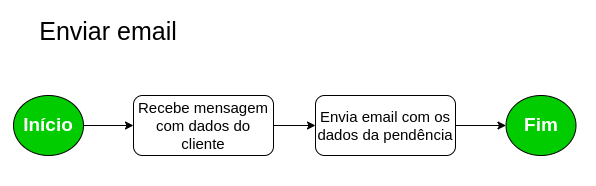 Enviar email
Início
Recebe mensagem
com dados do
cliente
Envia email com os
dados da pendência
Fim